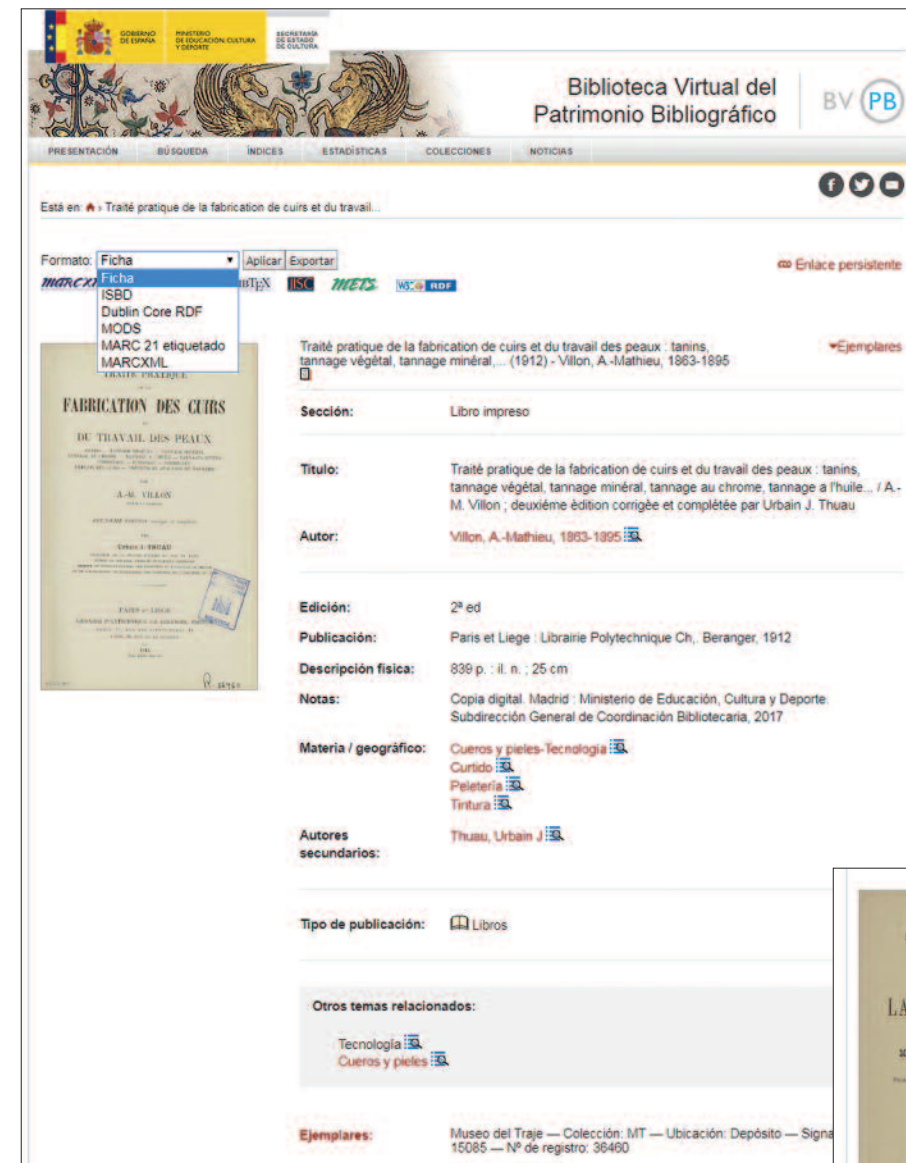 GOBIERNO
DE ESPAÑA
MINISTERIO
DE EDUCACIÓN, CULTURA
Y DEPORTE
SECRETARÍA
DE ESTADO
DE CULTURA
Biblioteca Virtual del
Patrimonio Bibliográfico
BV PB
PRESENTACIÓN BÚSQUEDA ÍNDICES ESTADÍSTICAS COLECCIONES NOTICIAS
Está en: › Traité pratique de la fabrication de cuirs et du travail...
Formato: Ficha Aplicar Exportar
Enlace persistente
Ficha
ISBD
Dublin Core RDF
MODS
MARC 21 etiquetado
MARCXML
METS W3C RDF
Traité pratique de la fabrication de cuirs et du travail des peaux : tanins,
tannage végétal, tannage minéral,... (1912) - Villon, A.-Mathieu, 1863-1895
Ejemplares
TRAITÉ PRATIQUE
FABRICATION DES CUIRS
DU TRAVAIL DES PEAUX
A.-M. VILLON
Urbain J. THUAU
PARIS et LIEGE
Sección: Libro impreso
Título: Traité pratique de la fabrication de cuirs et du travail des peaux : tanins,
tannage végétal, tannage minéral, tannage au chrome, tannage a l'huile... / A.-
M. Villon ; deuxiéme èdition corrigèe et complêtée par Urbain J. Thuau
Autor: Villon, A.-Mathieu, 1863-1895
Edición: 2ª ed
Publicación: Paris et Liege : Librairie Polytechnique Ch,. Beranger, 1912
Descripción física: 839 p. : il. n. ; 25 cm
Notas: Copia digital. Madrid : Ministerio de Educación, Cultura y Deporte.
Subdirección General de Coordinación Bibliotecaria, 2017
Materia / geográfico: Cueros y pieles-Tecnología
Curtido
Peletería
Tintura
Autores
secundarios:
Thuau, Urbain J
Tipo de publicación: Libros
Otros temas relacionados:
Tecnología
Cueros y pieles
Ejemplares: Museo del Traje — Colección: MT — Ubicación: Depósito — Signa
15085 — Nº de registro: 36460
LA